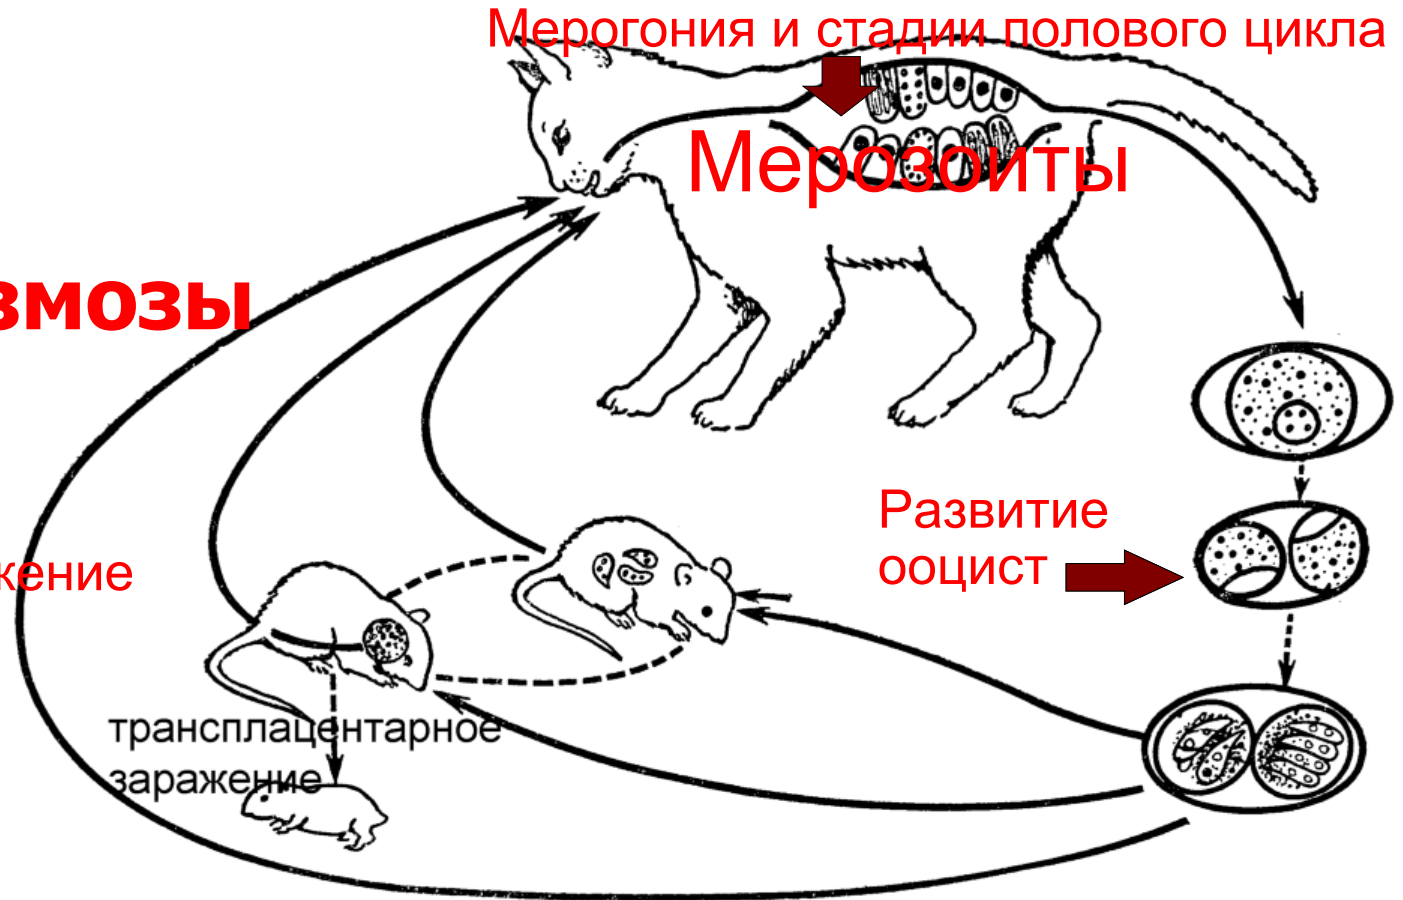 Мерогония и стадии полового цикла
Мерозоиты
змозы
Развитие
ооцист
жение
трансплацентарное
заражение